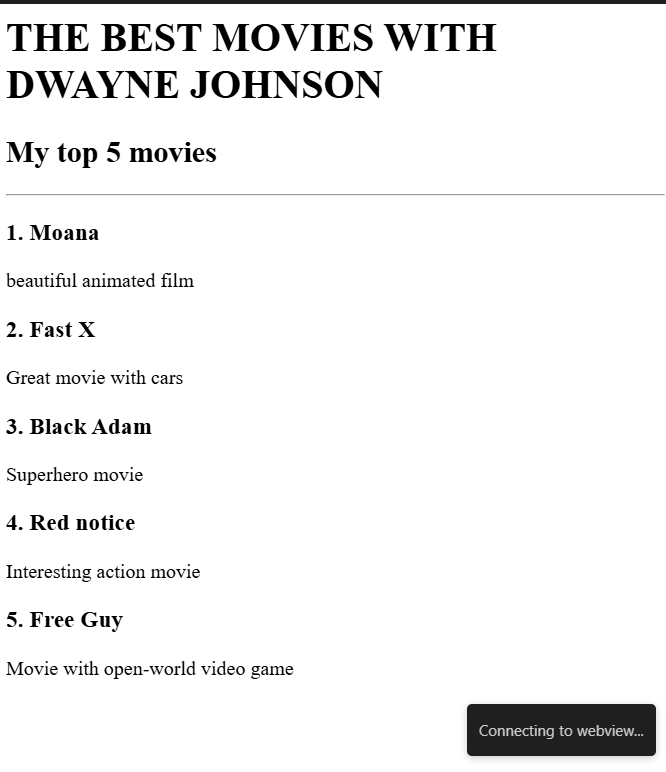 THE BEST MOVIES WITH
DWAYNE JOHNSON
My top 5 movies
1. Moana
beautiful animated film
2. Fast X
Great movie with cars
3. Black Adam
Superhero movie
4. Red notice
Interesting action movie
5. Free Guy
Movie with open-world video game
Connecting to webview...